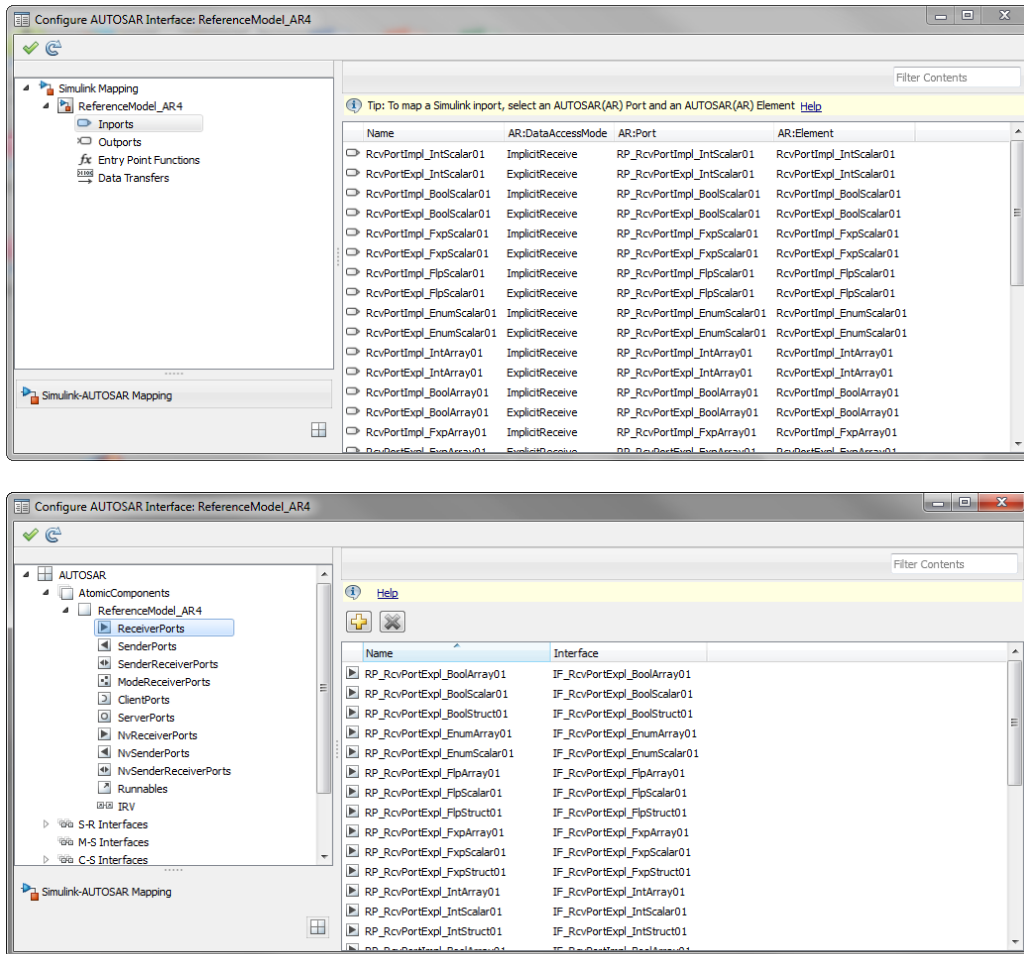 Configure AUTOSAR Interface: ReferenceModel_AR4
Filter Contents
Simulink Mapping
ReferenceModel_AR4
Inports
Outports
fx Entry Point Functions
Data Transfers
Simulink-AUTOSAR Mapping
Tip: To map a Simulink inport, select an AUTOSAR(AR) Port and an AUTOSAR(AR) Element Help
Name AR:DataAccessMode AR:Port AR:Element
RcvPortImpl_IntScalar01 ImplicitReceive RP_RcvPortImpl_IntScalar01 RcvPortImpl_IntScalar01
RcvPortExpl_IntScalar01 ExplicitReceive RP_RcvPortExpl_IntScalar01 RcvPortExpl_IntScalar01
RcvPortImpl_BoolScalar01 ImplicitReceive RP_RcvPortImpl_BoolScalar01 RcvPortImpl_BoolScalar01
RcvPortExpl_BoolScalar01 ExplicitReceive RP_RcvPortExpl_BoolScalar01 RcvPortExpl_BoolScalar01
RcvPortImpl_FxpScalar01 ImplicitReceive RP_RcvPortImpl_FxpScalar01 RcvPortImpl_FxpScalar01
RcvPortExpl_FxpScalar01 ExplicitReceive RP_RcvPortExpl_FxpScalar01 RcvPortExpl_FxpScalar01
RcvPortImpl_FlpScalar01 ImplicitReceive RP_RcvPortImpl_FlpScalar01 RcvPortImpl_FlpScalar01
RcvPortExpl_FlpScalar01 ExplicitReceive RP_RcvPortExpl_FlpScalar01 RcvPortExpl_FlpScalar01
RcvPortImpl_EnumScalar01 ImplicitReceive RP_RcvPortImpl_EnumScalar01 RcvPortImpl_EnumScalar01
RcvPortExpl_EnumScalar01 ExplicitReceive RP_RcvPortExpl_EnumScalar01 RcvPortExpl_EnumScalar01
RcvPortImpl_IntArray01 ImplicitReceive RP_RcvPortImpl_IntArray01 RcvPortImpl_IntArray01
RcvPortExpl_IntArray01 ExplicitReceive RP_RcvPortExpl_IntArray01 RcvPortExpl_IntArray01
RcvPortImpl_BoolArray01 ImplicitReceive RP_RcvPortImpl_BoolArray01 RcvPortImpl_BoolArray01
RcvPortExpl_BoolArray01 ExplicitReceive RP_RcvPortExpl_BoolArray01 RcvPortExpl_BoolArray01
RcvPortImpl_FxpArray01 ImplicitReceive RP_RcvPortImpl_FxpArray01 RcvPortImpl_FxpArray01
RcvPortExpl_FxpArray01 ExplicitReceive RP_RcvPortExpl_FxpArray01 RcvPortExpl_FxpArray01
Configure AUTOSAR Interface: ReferenceModel_AR4
Filter Contents
AUTOSAR
AtomicComponents
ReferenceModel_AR4
ReceiverPorts
SenderPorts
SenderReceiverPorts
ModeReceiverPorts
ClientPorts
ServerPorts
NvReceiverPorts
NvSenderPorts
NvSenderReceiverPorts
Runnables
IRV
S-R Interfaces
M-S Interfaces
C-S Interfaces
Simulink-AUTOSAR Mapping
Help
Name Interface
RP_RcvPortExpl_BoolArray01 IF_RcvPortExpl_BoolArray01
RP_RcvPortExpl_BoolScalar01 IF_RcvPortExpl_BoolScalar01
RP_RcvPortExpl_BoolStruct01 IF_RcvPortExpl_BoolStruct01
RP_RcvPortExpl_EnumArray01 IF_RcvPortExpl_EnumArray01
RP_RcvPortExpl_EnumScalar01 IF_RcvPortExpl_EnumScalar01
RP_RcvPortExpl_FlpArray01 IF_RcvPortExpl_FlpArray01
RP_RcvPortExpl_FlpScalar01 IF_RcvPortExpl_FlpScalar01
RP_RcvPortExpl_FlpStruct01 IF_RcvPortExpl_FlpStruct01
RP_RcvPortExpl_FxpArray01 IF_RcvPortExpl_FxpArray01
RP_RcvPortExpl_FxpScalar01 IF_RcvPortExpl_FxpScalar01
RP_RcvPortExpl_FxpStruct01 IF_RcvPortExpl_FxpStruct01
RP_RcvPortExpl_IntArray01 IF_RcvPortExpl_IntArray01
RP_RcvPortExpl_IntScalar01 IF_RcvPortExpl_IntScalar01
RP_RcvPortExpl_IntStruct01 IF_RcvPortExpl_IntStruct01
RP_RcvPortImpl_BoolArray01 IF_RcvPortImpl_BoolArray01